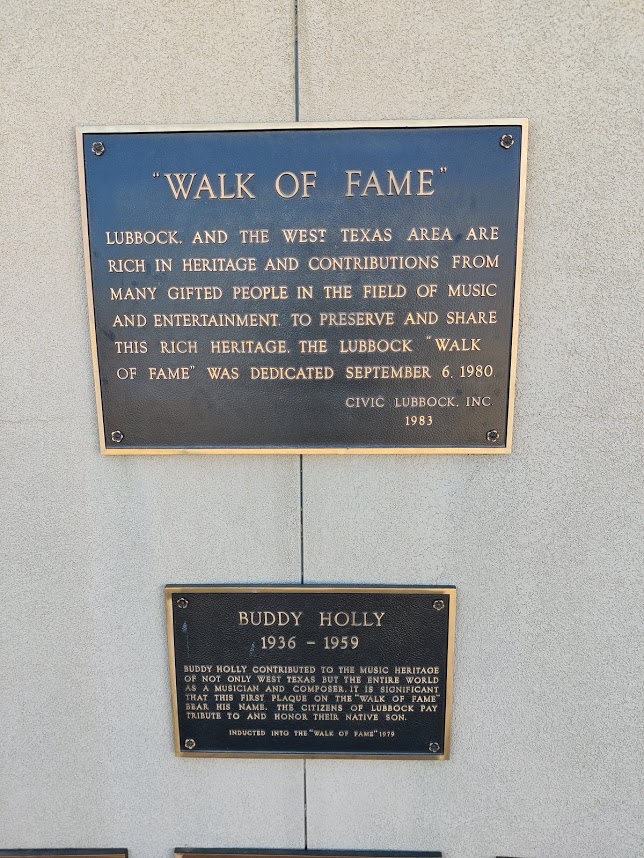 "WALK OF FAME"
LUBBOCK, AND THE WEST TEXAS AREA ARE
RICH IN HERITAGE AND CONTRIBUTIONS FROM
MANY GIFTED PEOPLE IN THE FIELD OF MUSIC
AND ENTERTAINMENT. TO PRESERVE AND SHARE
THIS RICH HERITAGE, THE LUBBOCK "WALK
OF FAME" WAS DEDICATED SEPTEMBER 6, 1980
CIVIC LUBBOCK, INC.
1983
BUDDY HOLLY
1936 - 1959
BUDDY HOLLY CONTRIBUTED TO THE MUSIC HERITAGE
OF NOT ONLY WEST TEXAS BUT THE ENTIRE WORLD
AS A MUSICIAN AND COMPOSER. IT IS SIGNIFICANT
THAT THIS FIRST PLAQUE ON THE "WALK OF FAME"
BEAR HIS NAME. THE CITIZENS OF LUBBOCK PAY
TRIBUTE TO AND HONOR THEIR NATIVE SON.
INDUCTED INTO THE "WALK OF FAME" 1979